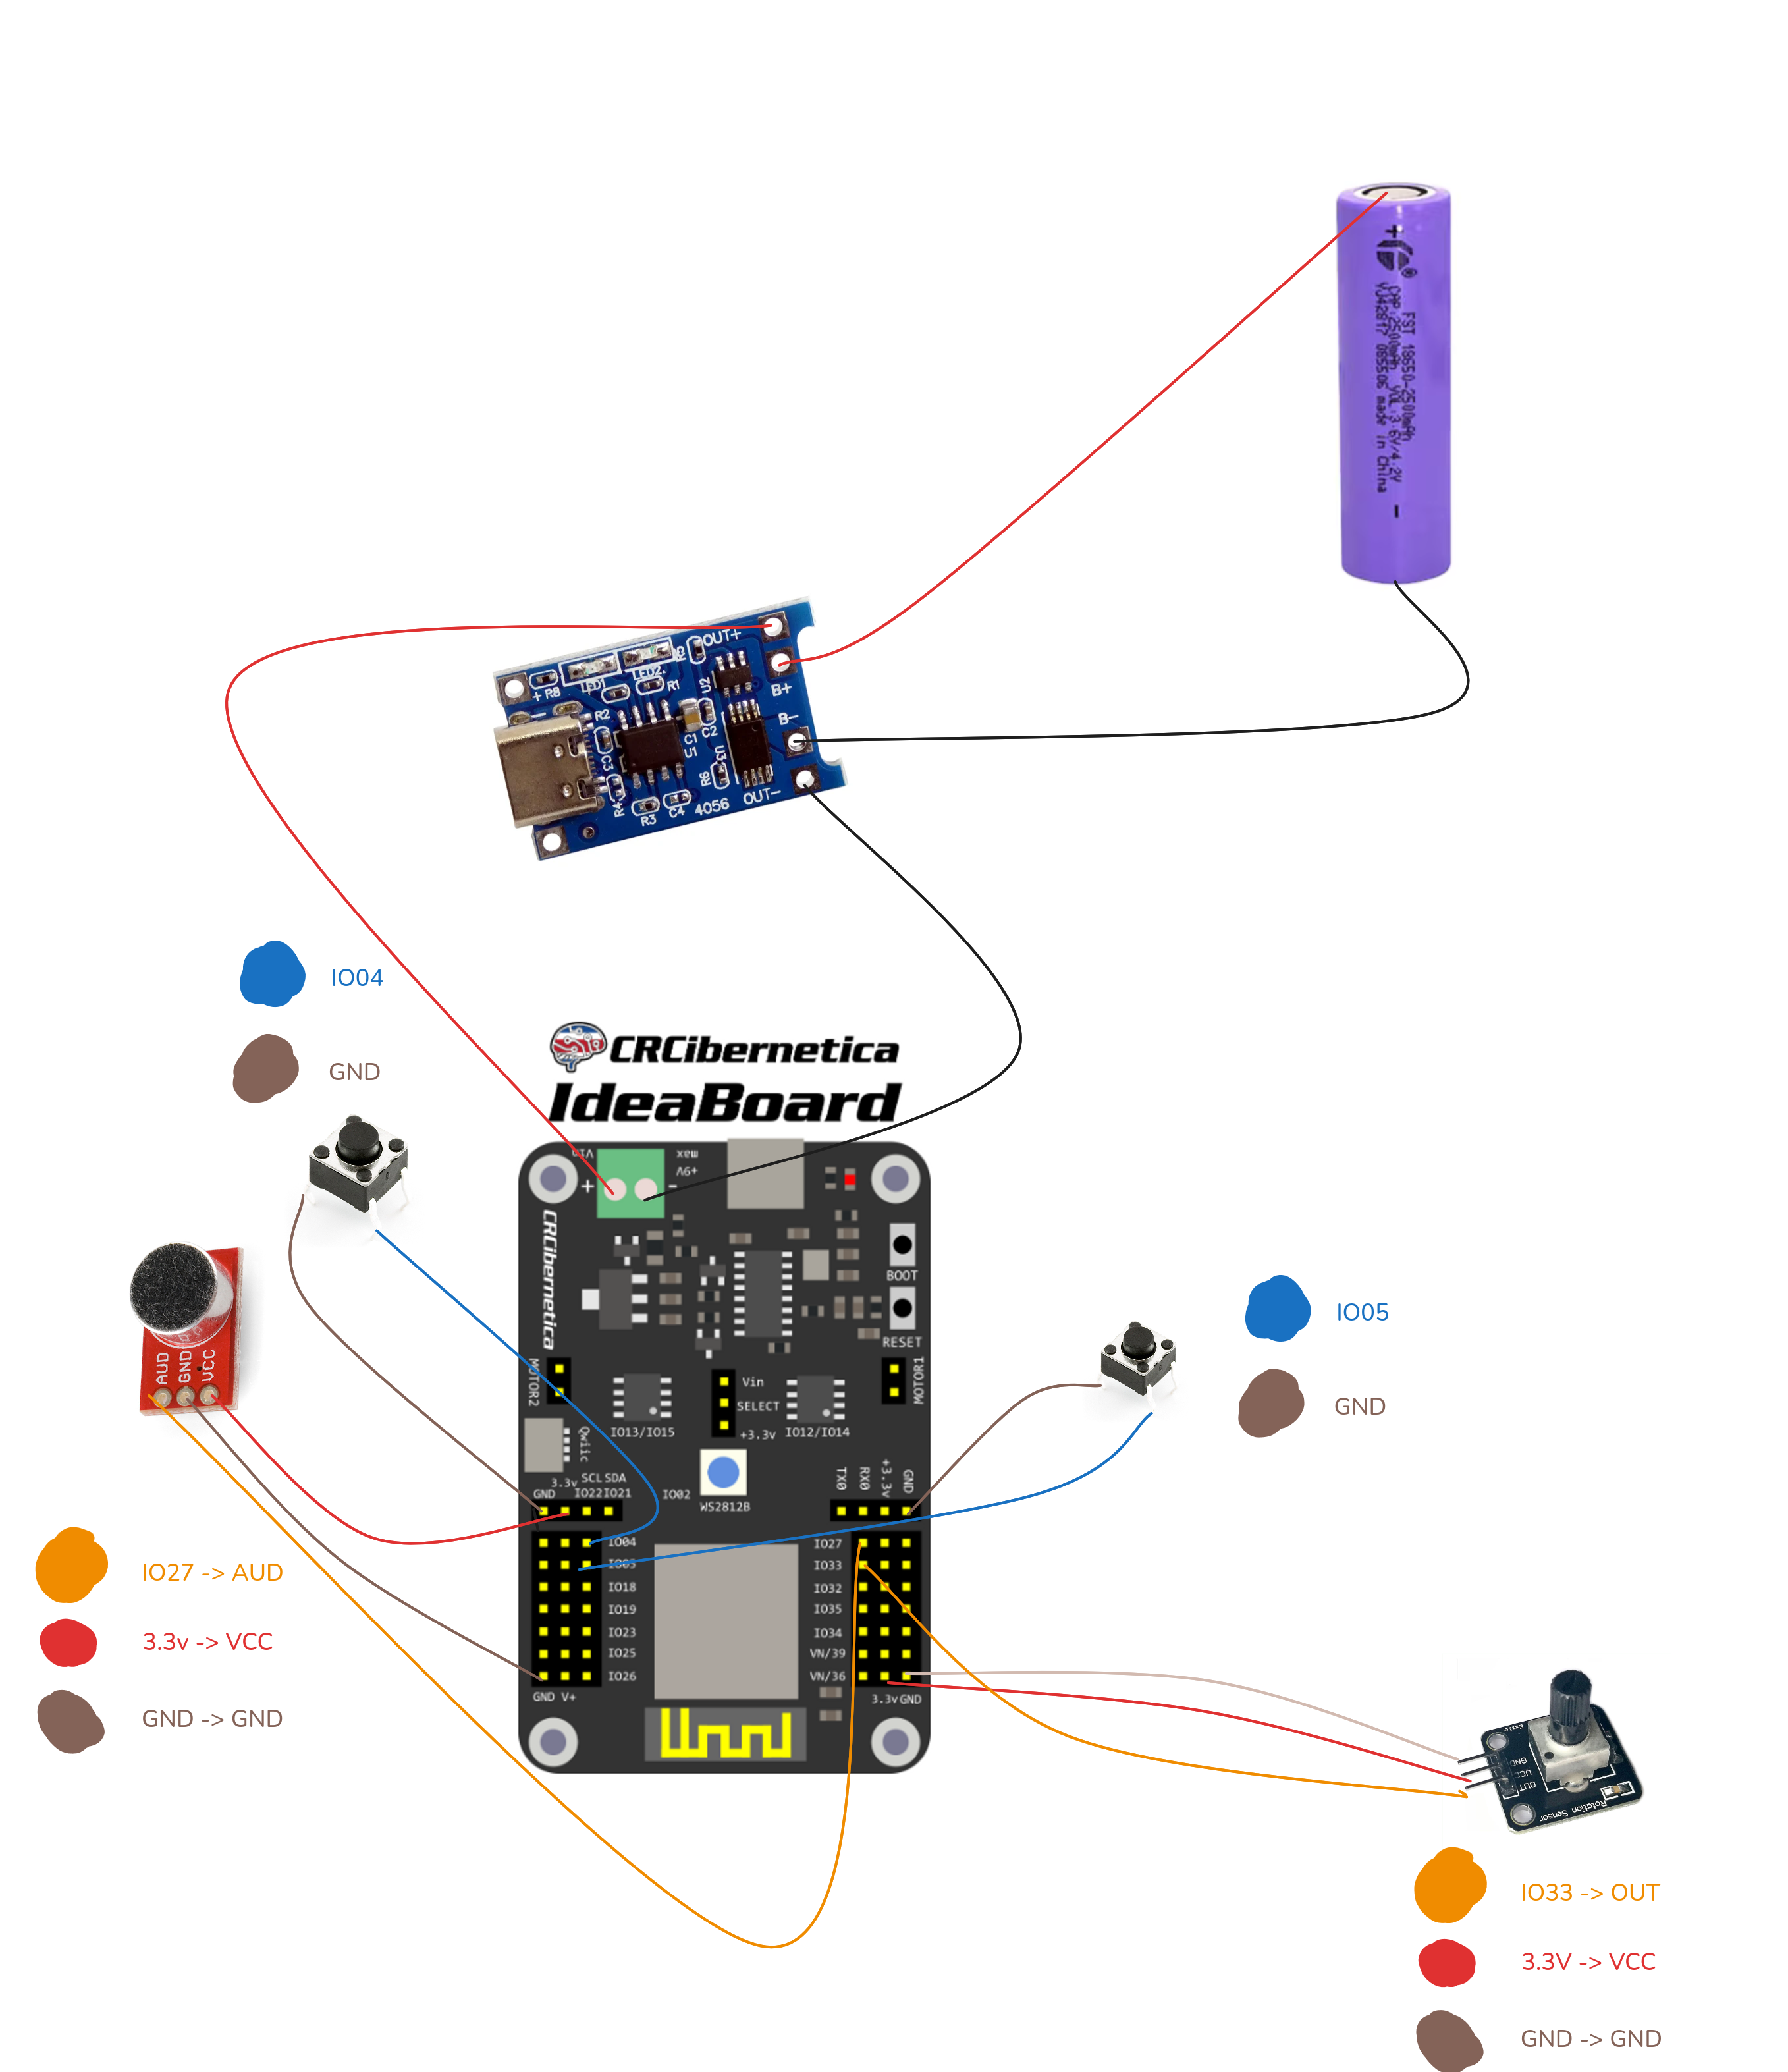 +
FST 18650-2500mAh
CAP:2500mAh VOL:3.6V/4.2V
made in China
-
OUT+
B+
B-
OUT-
+ R8
LED1
LED2
R1
R2
U2
C1
C2
U1
C3
U3
R6
R4
R3
C4
4056
IO04
GND
CRCibernetica
IdeaBoard
Vin
max
+9V
+
-
CRCibernetica
BOOT
RESET
MOTOR2
MOTOR1
Vin
SELECT
+3.3v
IO13/IO15
IO12/IO14
Qwiic
3.3v
SCL SDA
GND
IO22 IO21
IO02
WS2812B
TX0
RX0
+3.3v
GND
IO04
IO05
IO18
IO19
IO23
IO25
IO26
GND V+
IO27
IO33
IO32
IO35
IO34
VN/39
VN/36
3.3v GND
AUD
GND
VCC
IO05
GND
IO27 -> AUD
3.3v -> VCC
GND -> GND
GND
VCC
OUT
Rotation Sensor
IO33 -> OUT
3.3V -> VCC
GND -> GND